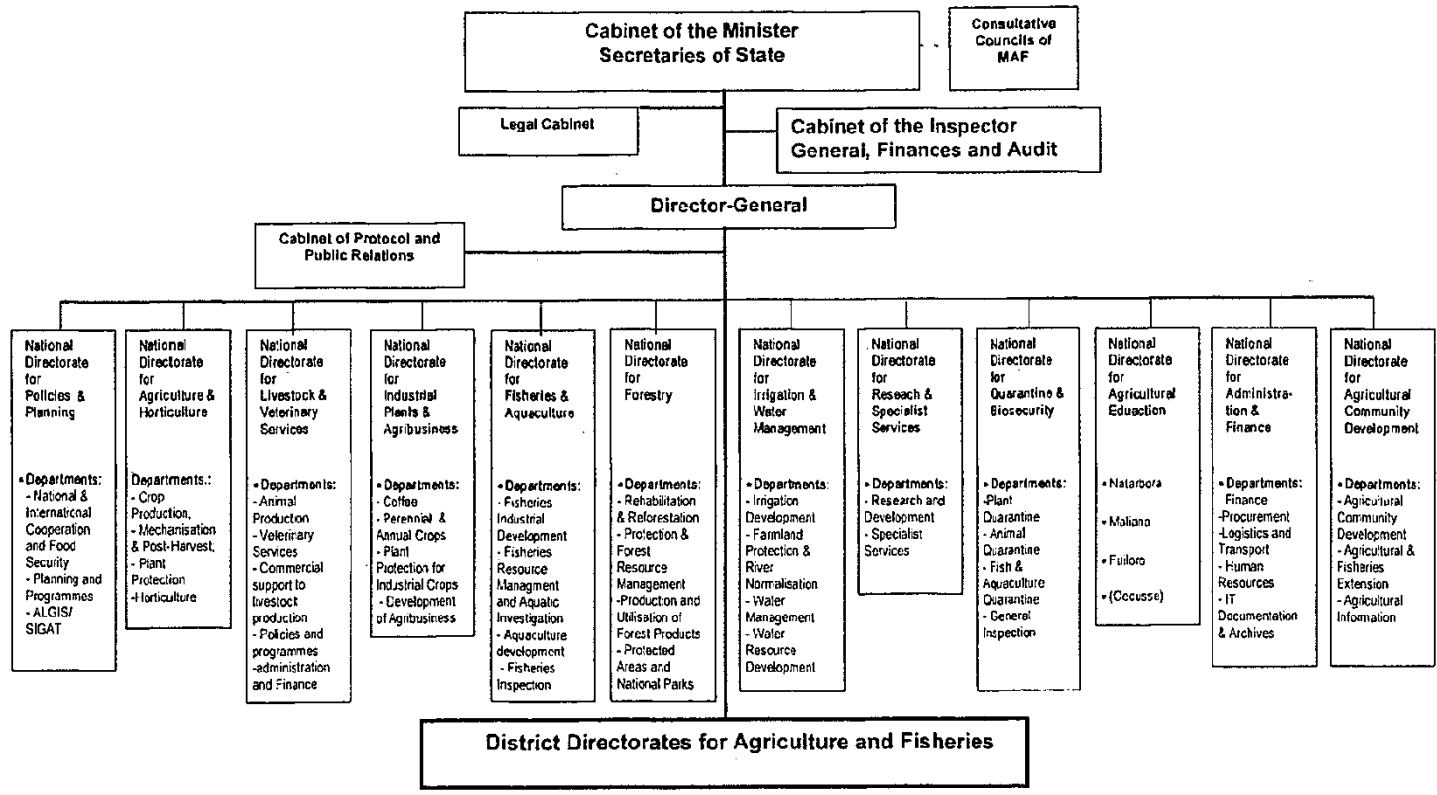 Cabinet of the Minister
Secretaries of State
Consultative
Councils of
MAF
Legal Cabinet
Cabinet of the Inspector
General, Finances and Audit
Director-General
Cabinet of Protocol and
Public Relations
National
Directorate
for
Policies &
Planning
• Departments:
- National &
International
Cooperation
and Food
Security
- Planning and
Programmes
- ALGIS/
SIGAT
National
Directorate
for
Agriculture &
Horticulture
Departments.:
- Crop
Production,
- Mechanisation
& Post-Harvest;
- Plant
Protection
-Horticulture
National
Directorate
for
Livestock &
Veterinary
Services
• Departments:
- Animal
Production
- Veterinary
Services
- Commercial
support to
livestock
production
- Policies and
programmes
-administration
and Finance
National
Directorate for
Industrial
Plants &
Agribusiness
• Departments:
- Coffee
- Perennial &
Annual Crops
- Plant
Protection for
Industrial Crops
- Development
of Agribusiness
National
Directorate
for
Fisheries &
Aquaculture
• Departments:
- Fisheries
Industrial
Development
- Fisheries
Resource
Managment
and Aquatic
Investigation
- Aquaculture
development
- Fisheries
Inspection
National
Directorate
for
Forestry
• Departments:
- Rehabilitation
& Reforestation
- Protection &
Forest
Resource
Management
-Production and
Utilisation of
Forest Products
- Protected
Areas and
National Parks
National
Directorate
for
Irrigation &
Water
Management
• Departments:
- Irrigation
Development
- Farmland
Protection &
River
Normalisation
- Water
Management
- Water
Resource
Development
National
Directorate
for
Reseach &
Specialist
Services
• Departments:
- Research and
Development
- Specialist
Services
National
Directorate
for
Quarantine &
Biosecurity
• Departments:
-Plant
Quarantine
- Animal
Quarantine
- Fish &
Aquaculture
Quarantine
- General
Inspection
National
Directorate
for
Agricultural
Eduaction
• Natarbora
• Maliana
• Fuiloro
• (Oecusse)
National
Directorate
for
Administra-
tion &
Finance
• Departments:
Finance
-Procurement
-Logistics and
Transport
- Human
Resources
- IT
Documentation
& Archives
National
Directorate for
Agricultural
Community
Development
• Departments:
- Agricultural
Community
Development
- Agricultural &
Fisheries
Extension
- Agricultural
Information
District Directorates for Agriculture and Fisheries